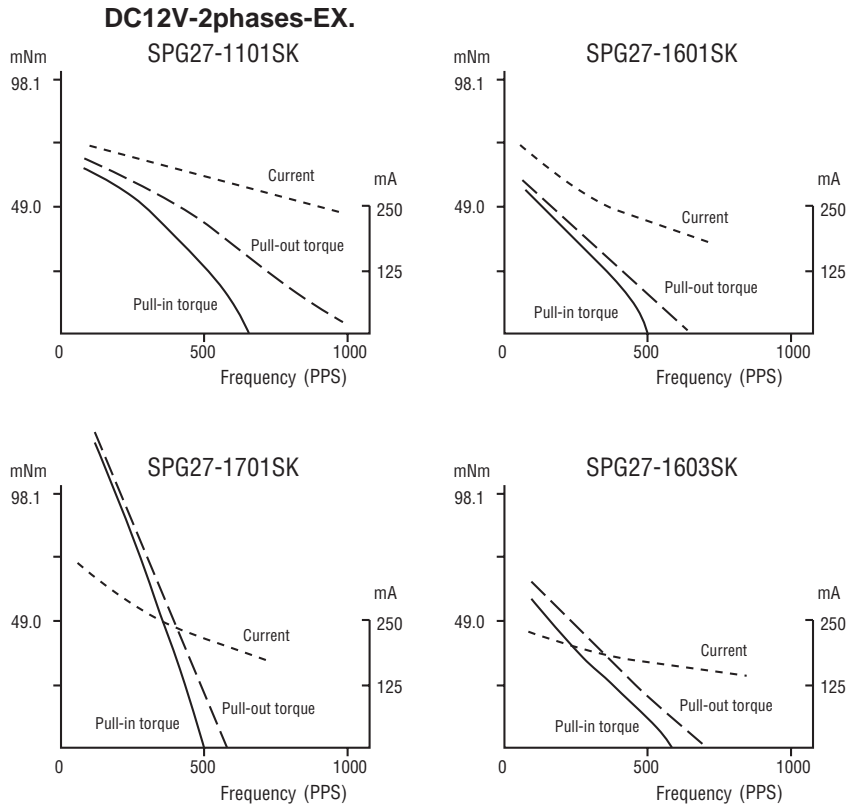 DC12V-2phases-EX.
SPG27-1101SK
mNm
98.1
49.0
Current
mA
250
125
Pull-out torque
Pull-in torque
0
500
1000
Frequency (PPS)
SPG27-1601SK
mNm
98.1
49.0
Current
mA
250
125
Pull-out torque
Pull-in torque
0
500
1000
Frequency (PPS)
SPG27-1701SK
mNm
98.1
49.0
Current
mA
250
125
Pull-out torque
Pull-in torque
0
500
1000
Frequency (PPS)
SPG27-1603SK
mNm
98.1
49.0
Current
mA
250
125
Pull-out torque
Pull-in torque
0
500
1000
Frequency (PPS)